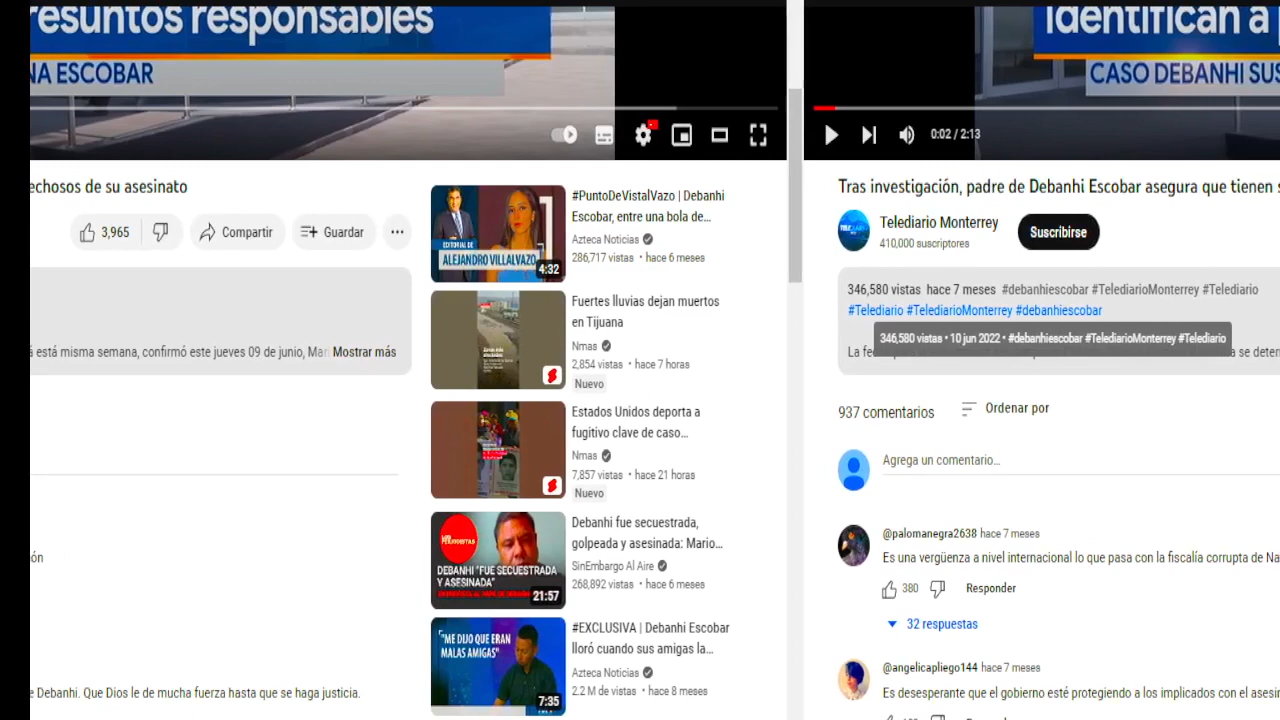 esuntos responsables
NA ESCOBAR
echosos de su asesinato
3,965
Compartir
Guardar
está misma semana, confirmó este jueves 09 de junio, Mar Mostrar más
ón
e Debanhi. Que Dios le de mucha fuerza hasta que se haga justicia.
EDITORIAL DE
ALEJANDRO VILLALVAZO
4:32
#PuntoDeVistalVazo | Debanhi
Escobar, entre una bola de...
Azteca Noticias
286,717 vistas • hace 6 meses
Fuertes lluvias dejan muertos
en Tijuana
Nmas
2,854 vistas • hace 7 horas
Nuevo
Estados Unidos deporta a
fugitivo clave de caso...
Nmas
7,857 vistas • hace 21 horas
Nuevo
DEBANHI "FUE SECUESTRADA
Y ASESINADA"
21:57
Debanhi fue secuestrada,
golpeada y asesinada: Mario...
SinEmbargo Al Aire
268,892 vistas • hace 6 meses
"ME DIJO QUE ERAN
MALAS AMIGAS"
7:35
#EXCLUSIVA | Debanhi Escobar
lloró cuando sus amigas la...
Azteca Noticias
2.2 M de vistas • hace 8 meses
Identifican a p
CASO DEBANHI SUS
0:02 / 2:13
Tras investigación, padre de Debanhi Escobar asegura que tienen s
Telediario Monterrey
410,000 suscriptores
Suscribirse
346,580 vistas hace 7 meses #debanhiescobar #TelediarioMonterrey #Telediario
#Telediario #TelediarioMonterrey #debanhiescobar
346,580 vistas • 10 jun 2022 • #debanhiescobar #TelediarioMonterrey #Telediario
La fe
a se deten
937 comentarios
Ordenar por
Agrega un comentario...
@palomanegra2638 hace 7 meses
Es una vergüenza a nivel internacional lo que pasa con la fiscalía corrupta de Na
380
Responder
32 respuestas
@angelicapliego144 hace 7 meses
Es desesperante que el gobierno esté protegiendo a los implicados con el asesin